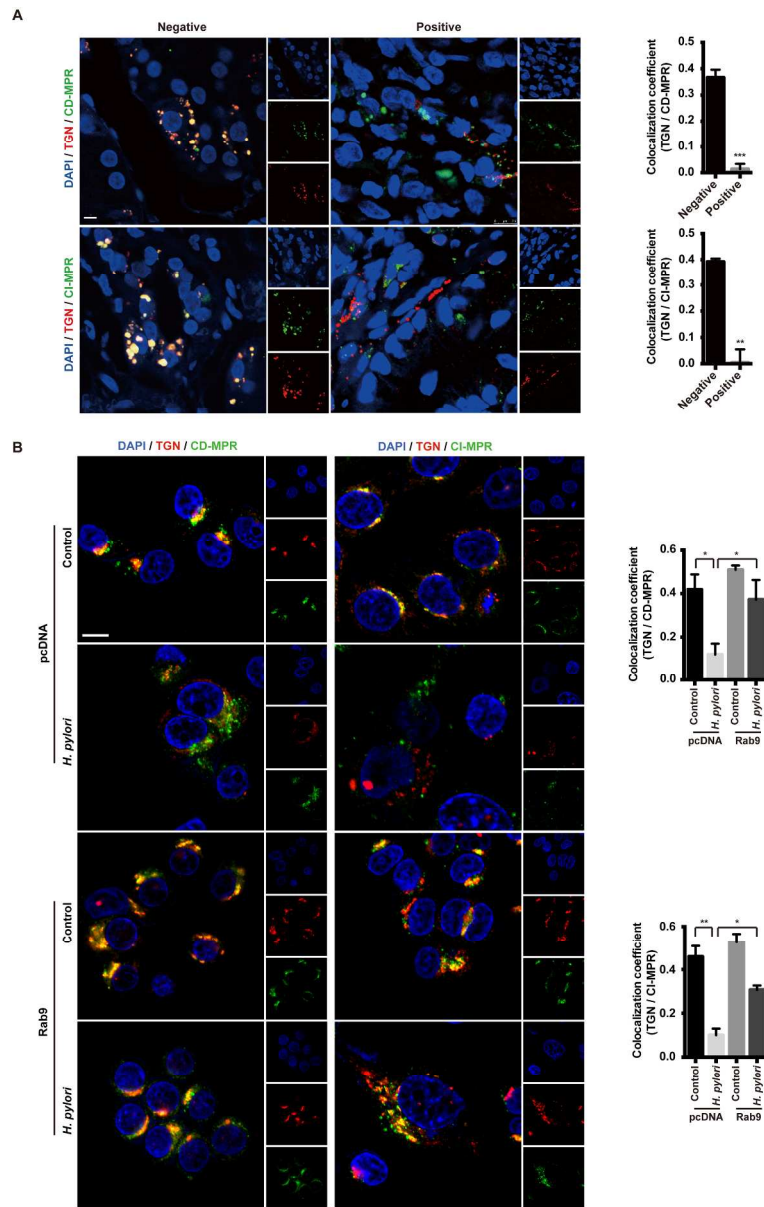 A
Negative
Positive
DAPI / TGN / CD-MPR
DAPI / TGN / CI-MPR
Colocalization coefficient
(TGN / CD-MPR)
0.5
0.4
0.3
0.2
0.1
0.0
***
Negative
Positive
Colocalization coefficient
(TGN / CI-MPR)
0.5
0.4
0.3
0.2
0.1
0.0
**
Negative
Positive
B
DAPI / TGN / CD-MPR
DAPI / TGN / CI-MPR
pcDNA
Control
H. pylori
Rab9
Control
H. pylori
Colocalization coefficient
(TGN / CD-MPR)
0.6
0.4
0.2
0.0
*
*
Control
H. pylori
Control
H. pylori
pcDNA
Rab9
Colocalization coefficient
(TGN / CI-MPR)
0.6
0.4
0.2
0.0
**
*
Control
H. pylori
Control
H. pylori
pcDNA
Rab9